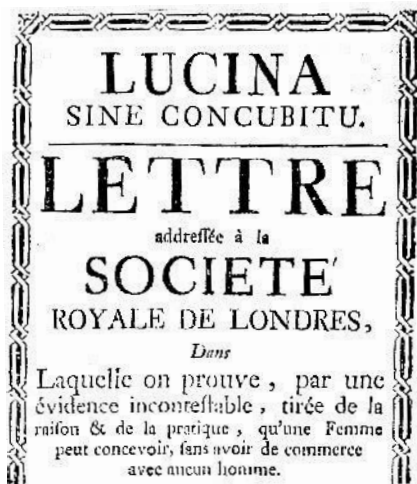 LUCINA
SINE CONCUBITU.
LETTRE
addreſſée à la
SOCIETE'
ROYALE DE LONDRES,
Dans
Laquelle on prouve, par une
évidence inconteſtable, tirée de la
raiſon & de la pratique, qu'une Femme
peut concevoir, ſans avoir de commerce
avec aucun homme.